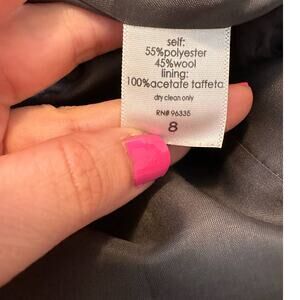 self:
55%polyester
45%wool
lining:
100%acetate taffeta
dry clean only
RN# 96335
8